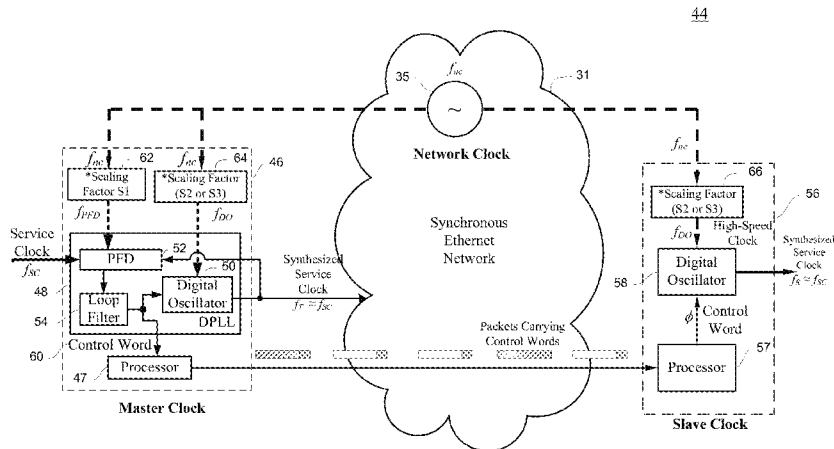 44
f_nc
35
31
Network Clock
f_nc
62
f_nc
64
46
*Scaling
Factor S1
*Scaling Factor
(S2 or S3)
f_PFD
f_DO
Service
Clock
f_SC
52
PFD
50
48
Loop
Filter
Digital
Oscillator
54
DPLL
60
Control Word
47
Processor
Master Clock
Synthesized
Service
Clock
f_T ≈ f_SC
Synchronous
Ethernet
Network
Packets Carrying
Control Words
f_nc
66
56
*Scaling Factor
(S2 or S3)
f_DO
High-Speed
Clock
Synthesized
Service
Clock
f_S ≈ f_SC
58
Digital
Oscillator
ϕ
Control
Word
57
Processor
Slave Clock